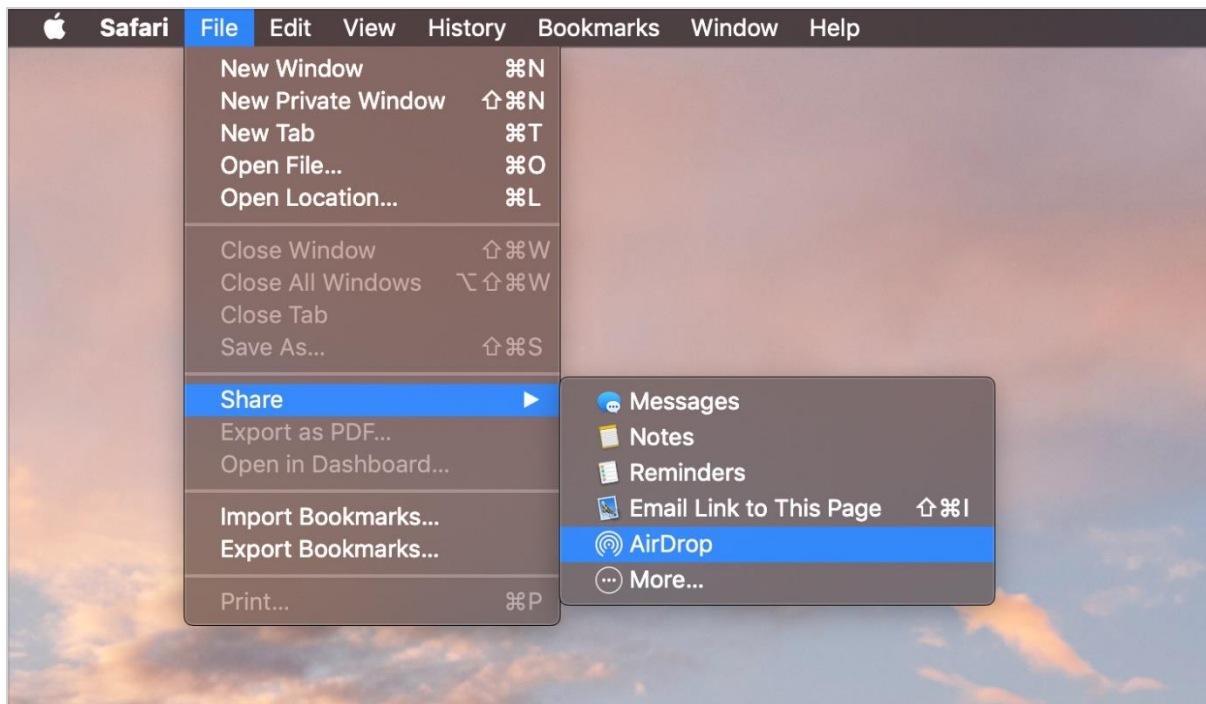 Safari File Edit View History Bookmarks Window Help
New Window ⌘N
New Private Window ⇧⌘N
New Tab ⌘T
Open File... ⌘O
Open Location... ⌘L
Close Window ⇧⌘W
Close All Windows ⌥⇧⌘W
Close Tab
Save As... ⇧⌘S
Share ▶
Export as PDF...
Open in Dashboard...
Import Bookmarks...
Export Bookmarks...
Print... ⌘P
Messages
Notes
Reminders
Email Link to This Page ⇧⌘I
AirDrop
More...